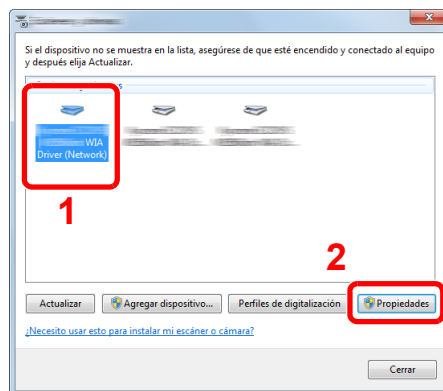 Si el dispositivo no se muestra en la lista, asegúrese de que esté encendido y conectado al equipo
y después elija Actualizar.
WIA
Driver (Network)
1
2
Actualizar
Agregar dispositivo...
Perfiles de digitalización
Propiedades
¿Necesito usar esto para instalar mi escáner o cámara?
Cerrar